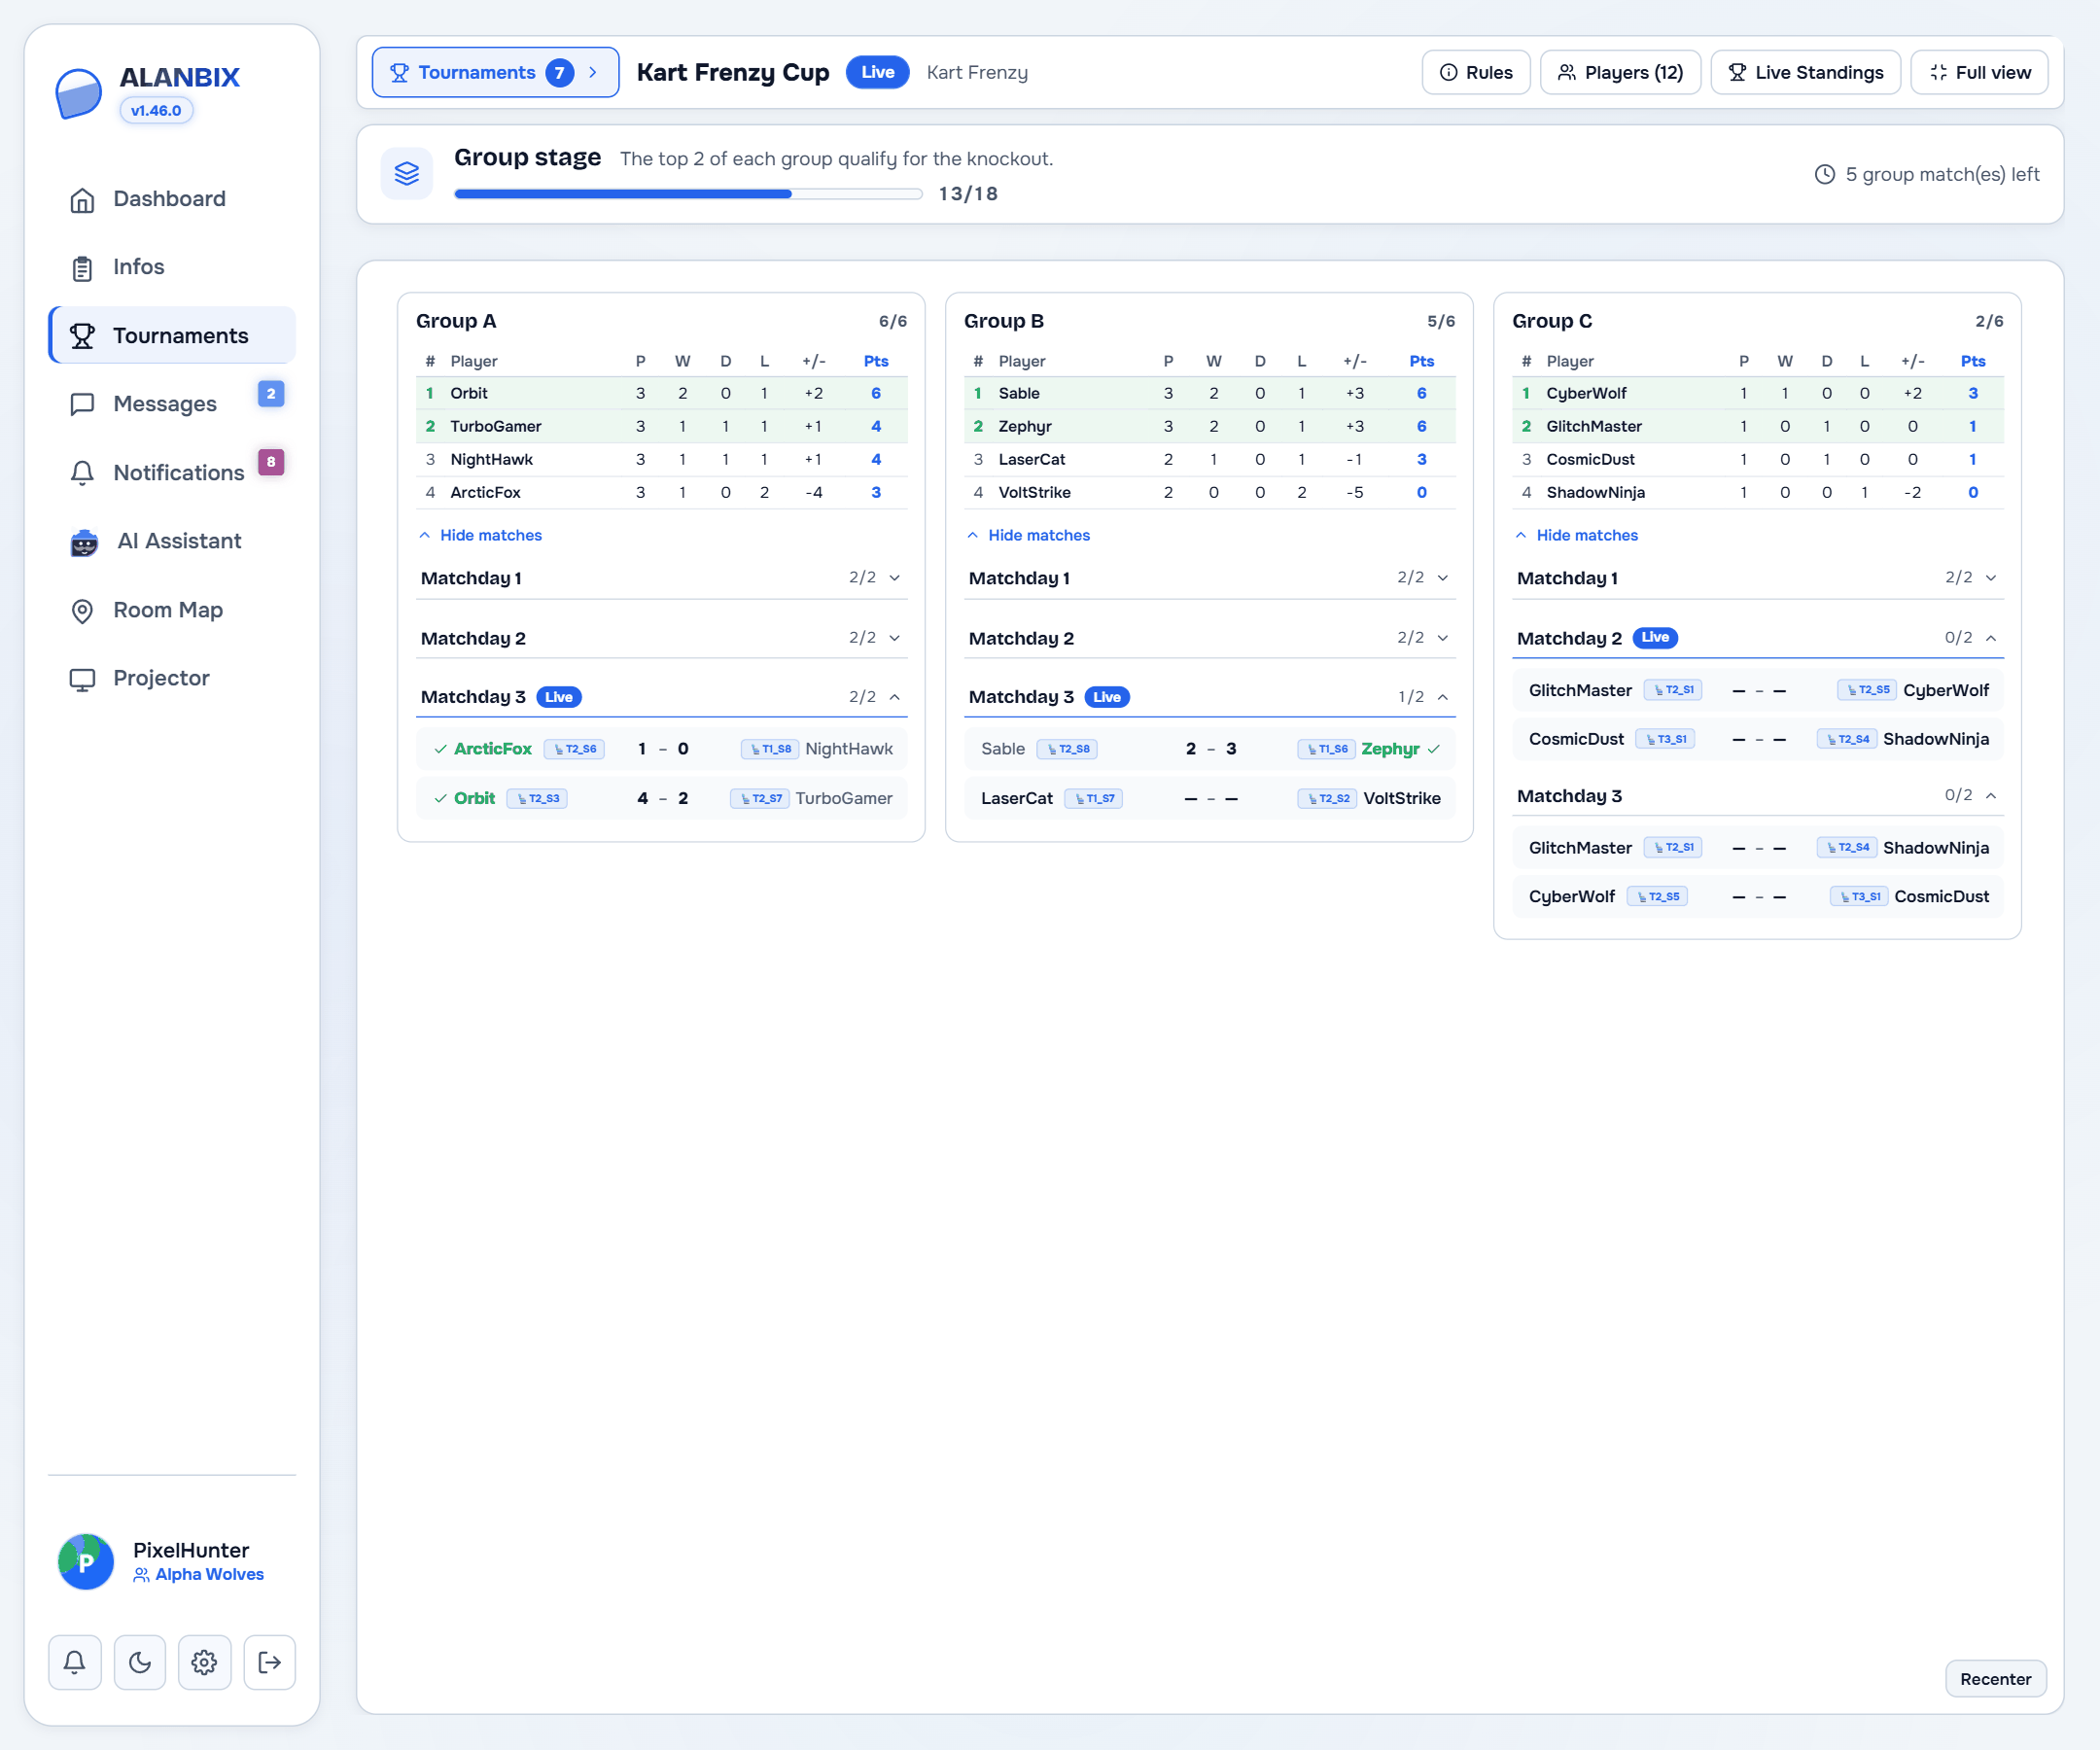 ALANBIX
v1.46.0
Dashboard
Infos
Tournaments
Messages 2
Notifications 8
AI Assistant
Room Map
Projector
P
PixelHunter
Alpha Wolves
Tournaments 7
Kart Frenzy Cup Live Kart Frenzy
Rules
Players (12)
Live Standings
Full view
Group stage The top 2 of each group qualify for the knockout.
13/18
5 group match(es) left
Group A 6/6
# Player P W D L +/- Pts
1 Orbit 3 2 0 1 +2 6
2 TurboGamer 3 1 1 1 +1 4
3 NightHawk 3 1 1 1 +1 4
4 ArcticFox 3 1 0 2 -4 3
Hide matches
Matchday 1 2/2
Matchday 2 2/2
Matchday 3 Live 2/2
ArcticFox T2_S6 1 - 0 T1_S8 NightHawk
Orbit T2_S3 4 - 2 T2_S7 TurboGamer
Group B 5/6
# Player P W D L +/- Pts
1 Sable 3 2 0 1 +3 6
2 Zephyr 3 2 0 1 +3 6
3 LaserCat 2 1 0 1 -1 3
4 VoltStrike 2 0 0 2 -5 0
Hide matches
Matchday 1 2/2
Matchday 2 2/2
Matchday 3 Live 1/2
Sable T2_S8 2 - 3 T1_S6 Zephyr
LaserCat T1_S7 — - — T2_S2 VoltStrike
Group C 2/6
# Player P W D L +/- Pts
1 CyberWolf 1 1 0 0 +2 3
2 GlitchMaster 1 0 1 0 0 1
3 CosmicDust 1 0 1 0 0 1
4 ShadowNinja 1 0 0 1 -2 0
Hide matches
Matchday 1 2/2
Matchday 2 Live 0/2
GlitchMaster T2_S1 — - — T2_S5 CyberWolf
CosmicDust T3_S1 — - — T2_S4 ShadowNinja
Matchday 3 0/2
GlitchMaster T2_S1 — - — T2_S4 ShadowNinja
CyberWolf T2_S5 — - — T3_S1 CosmicDust
Recenter